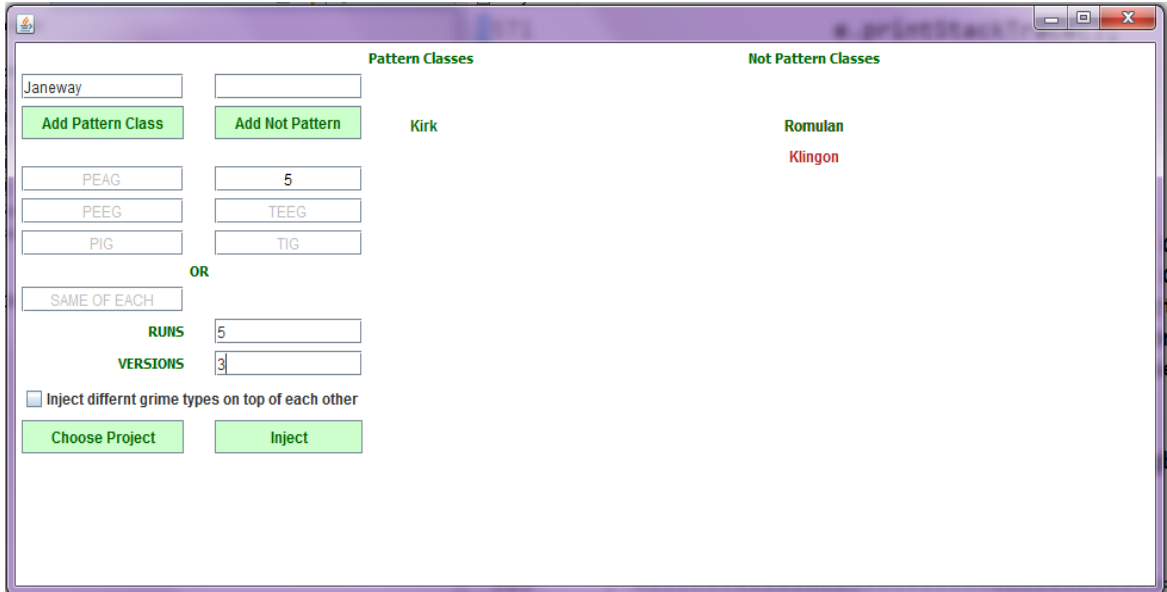 571 e.printStackTrace();
Pattern Classes Not Pattern Classes
Janeway
Add Pattern Class Add Not Pattern Kirk Romulan
Klingon
PEAG 5
PEEG TEEG
PIG TIG
OR
SAME OF EACH
RUNS 5
VERSIONS 3
Inject differnt grime types on top of each other
Choose Project Inject